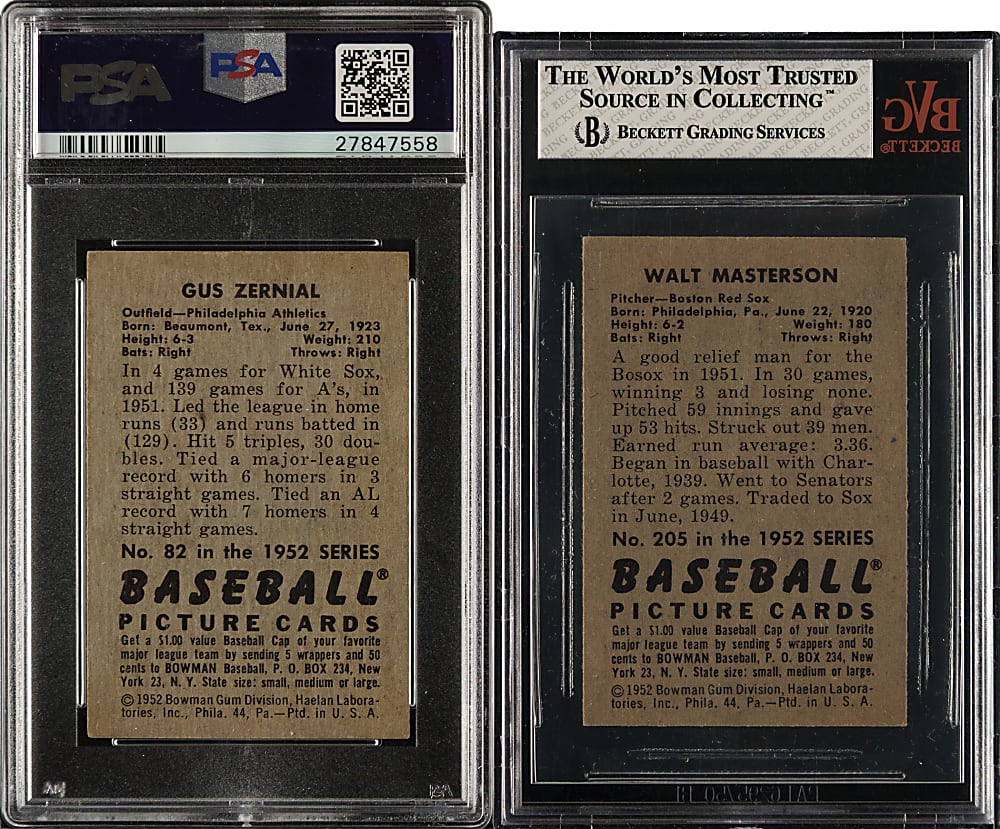 PSA
PSA
27847558
GUS ZERNIAL
Outfield—Philadelphia Athletics
Born: Beaumont, Tex., June 27, 1923
Height: 6-3 Weight: 210
Bats: Right Throws: Right
In 4 games for White Sox,
and 139 games for A's, in
1951. Led the league in home
runs (33) and runs batted in
(129). Hit 5 triples, 30 dou-
bles. Tied a major-league
record with 6 homers in 3
straight games. Tied an AL
record with 7 homers in 4
straight games.
No. 82 in the 1952 SERIES
BASEBALL®
PICTURE CARDS
Get a $1.00 value Baseball Cap of your favorite
major league team by sending 5 wrappers and 50
cents to BOWMAN Baseball, P. O. BOX 234, New
York 23, N. Y. State size: small, medium or large.
©1952 Bowman Gum Division, Haelan Labora-
tories, Inc., Phila. 44, Pa.—Ptd. in U. S. A.
THE WORLD'S MOST TRUSTED
SOURCE IN COLLECTING™
B BECKETT GRADING SERVICES
BVG
BECKETT®
WALT MASTERSON
Pitcher—Boston Red Sox
Born: Philadelphia, Pa., June 22, 1920
Height: 6-2 Weight: 180
Bats: Right Throws: Right
A good relief man for the
Bosox in 1951. In 30 games,
winning 3 and losing none.
Pitched 59 innings and gave
up 53 hits. Struck out 39 men.
Earned run average: 3.36.
Began in baseball with Char-
lotte, 1939. Went to Senators
after 2 games. Traded to Sox
in June, 1949.
No. 205 in the 1952 SERIES
BASEBALL®
PICTURE CARDS
Get a $1.00 value Baseball Cap of your favorite
major league team by sending 5 wrappers and 50
cents to BOWMAN Baseball, P. O. BOX 234, New
York 23, N. Y. State size: small, medium or large.
©1952 Bowman Gum Division, Haelan Labora-
tories, Inc., Phila. 44, Pa.—Ptd. in U. S. A.